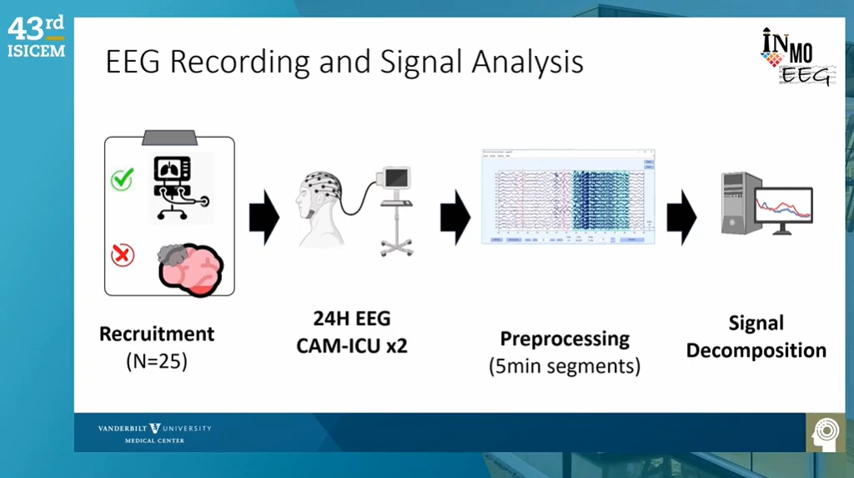 43rd
ISICEM
EEG Recording and Signal Analysis
INMO
EEG
Recruitment
(N=25)
24H EEG
CAM-ICU x2
Preprocessing
(5min segments)
Signal
Decomposition
VANDERBILT V UNIVERSITY
MEDICAL CENTER